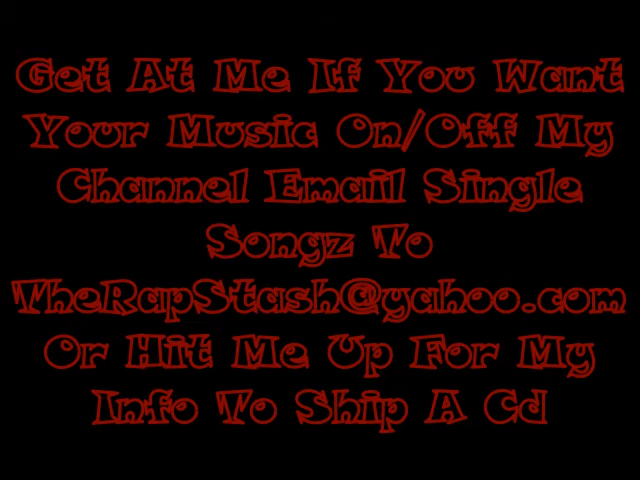 Get At Me If You Want
Your Music On/Off My
Channel Email Single
Songz To
TheRapStash@yahoo.com
Or Hit Me Up For My
Info To Ship A Cd